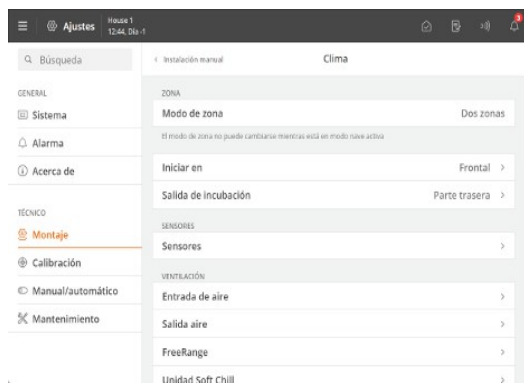 Ajustes
House 1
12:44, Día -1
3
Búsqueda
GENERAL
Sistema
Alarma
Acerca de
TÉCNICO
Montaje
Calibración
Manual/automático
Mantenimiento
Instalación manual
Clima
ZONA
Modo de zona Dos zonas
El modo de zona no puede cambiarse mientras está en modo nave activa
Iniciar en Frontal
Salida de incubación Parte trasera
SENSORES
Sensores
VENTILACIÓN
Entrada de aire
Salida aire
FreeRange
Unidad Soft Chill